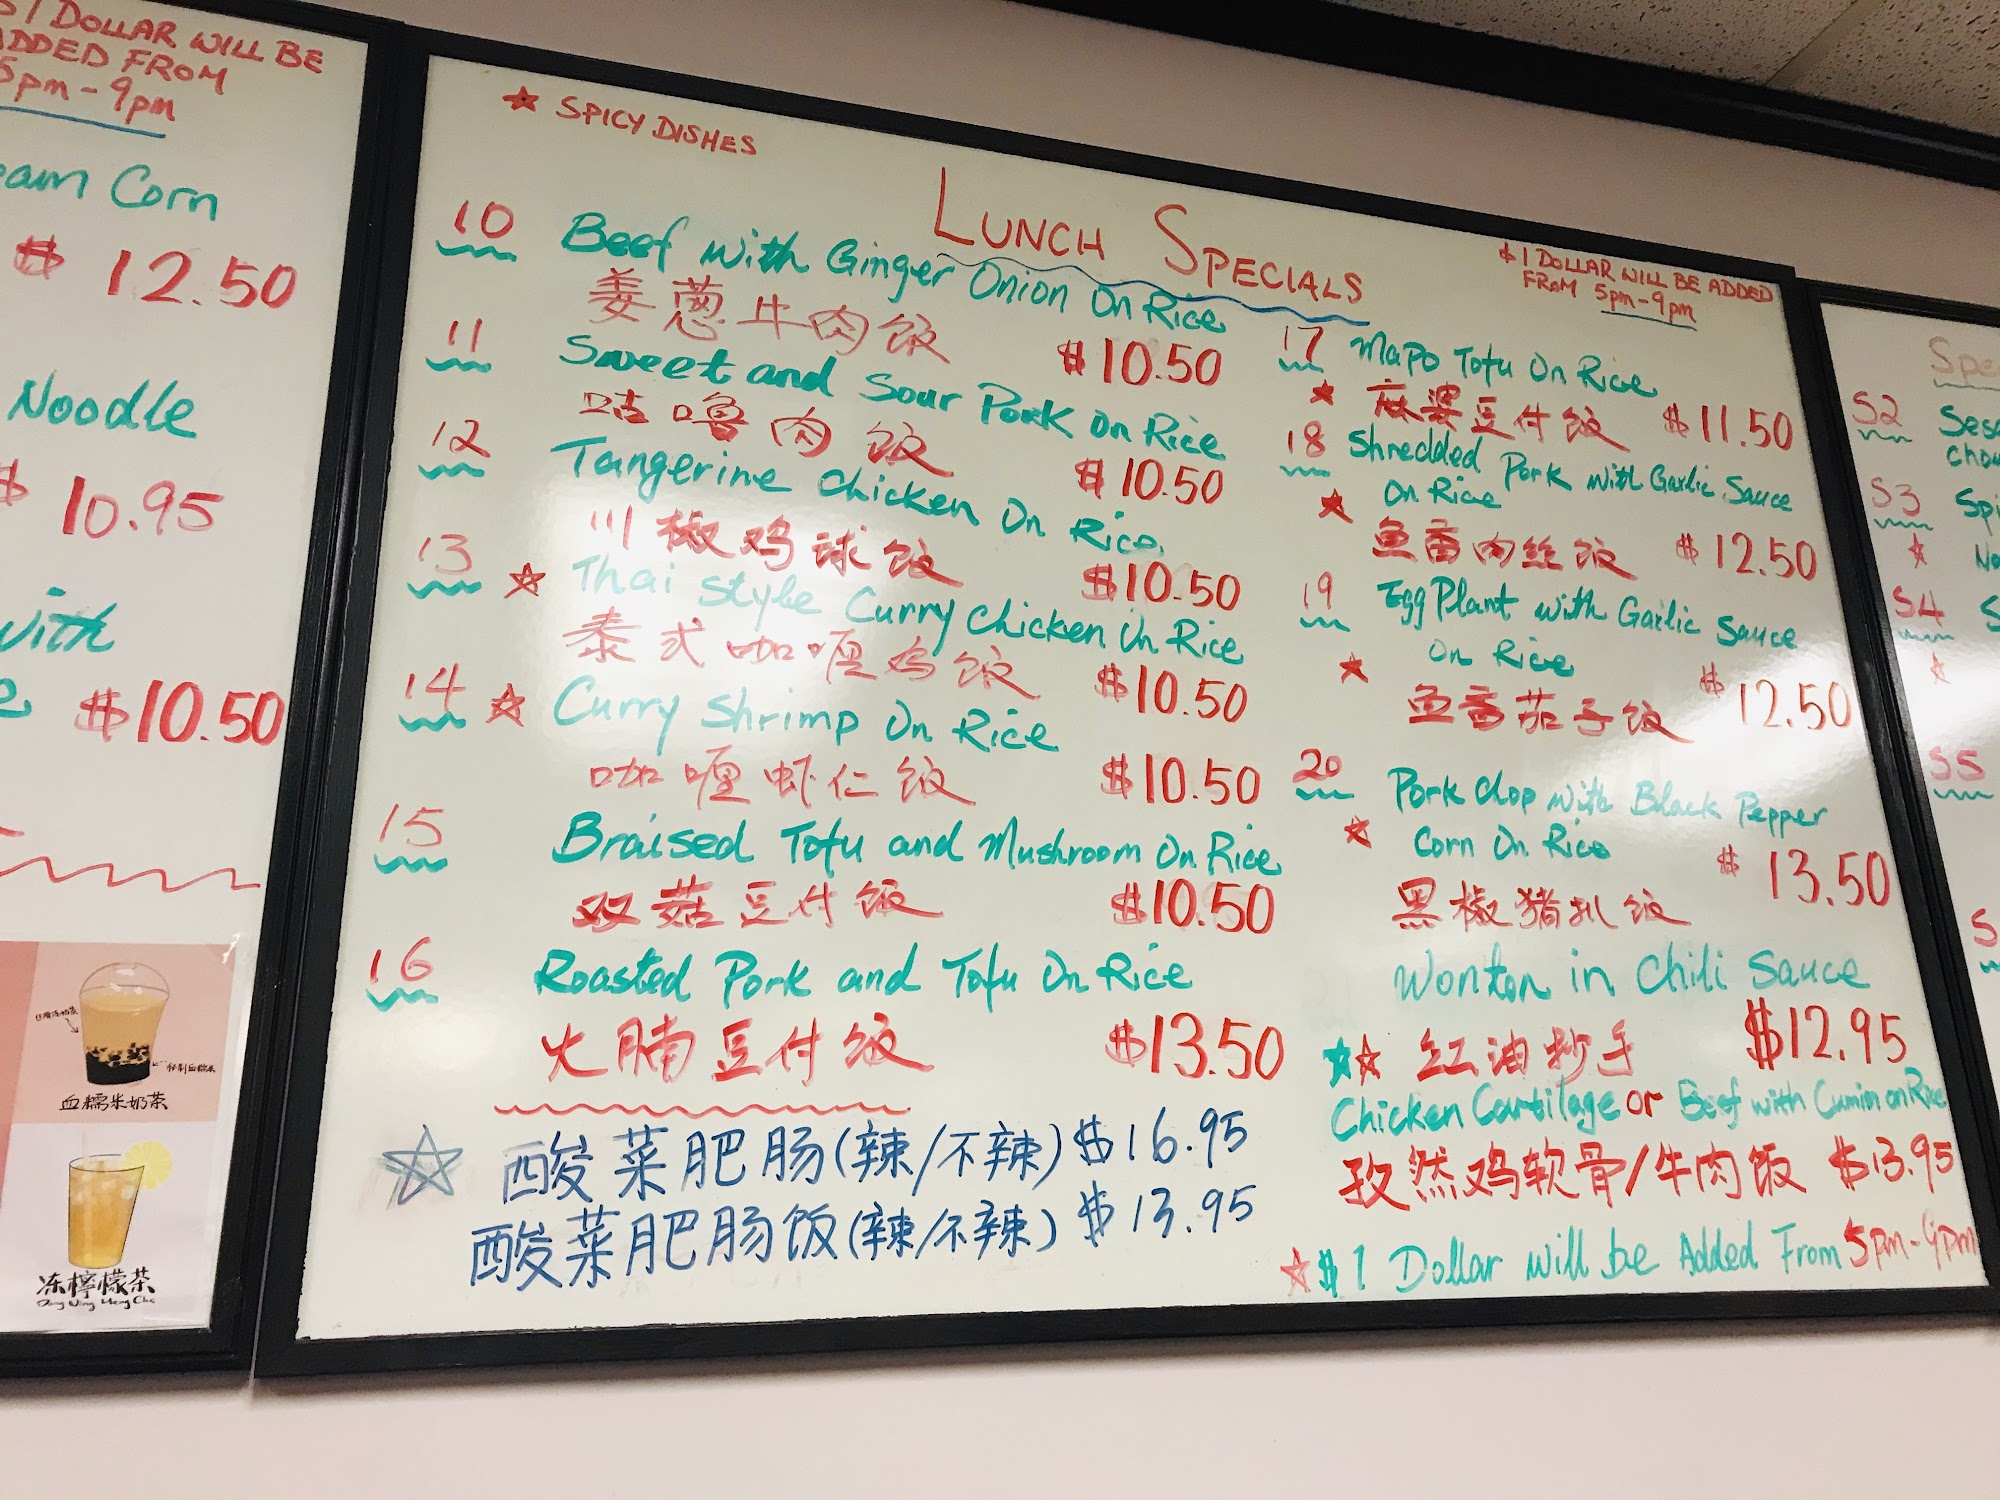 $1 DOLLAR WILL BE
ADDED FROM
5pm-9pm
Corn
$12.50
Noodle
$10.95
with
$10.50
血糯米奶茶
冻柠檬茶
Dong Ning Meng Cha
★ SPICY DISHES
LUNCH SPECIALS
$1 DOLLAR WILL BE ADDED
FROM 5pm-9pm
10 Beef with Ginger Onion On Rice
姜葱牛肉饭 $10.50
11 Sweet and Sour Pork On Rice
咕噜肉饭 $10.50
12 Tangerine Chicken On Rice
川椒鸡球饭 $10.50
13 ☆ Thai Style Curry Chicken On Rice
泰式咖喱鸡饭 $10.50
14 ☆ Curry Shrimp On Rice
咖喱虾仁饭 $10.50
15 Braised Tofu and Mushroom On Rice
双菇豆付饭 $10.50
16 Roasted Pork and Tofu On Rice
火腩豆付饭 $13.50
☆ 酸菜肥肠(辣/不辣) $16.95
酸菜肥肠饭(辣/不辣) $13.95
17 Mapo Tofu On Rice
★ 麻婆豆付饭 $11.50
18 Shredded Pork with Garlic Sauce
On Rice
★ 鱼香肉丝饭 $12.50
19 Egg Plant with Garlic Sauce
On Rice
★ 鱼香茄子饭 $12.50
20 Pork Chop with Black Pepper
★ Corn On Rice
黑椒猪扒饭 $13.50
Wonton in Chili Sauce
★★ 红油抄手 $12.95
Chicken Cartilage or Beef with Cumin on Rice
孜然鸡软骨/牛肉饭 $13.95
☆ $1 Dollar will be Added From 5pm-9pm
S2
S3
★
S4
★
S5